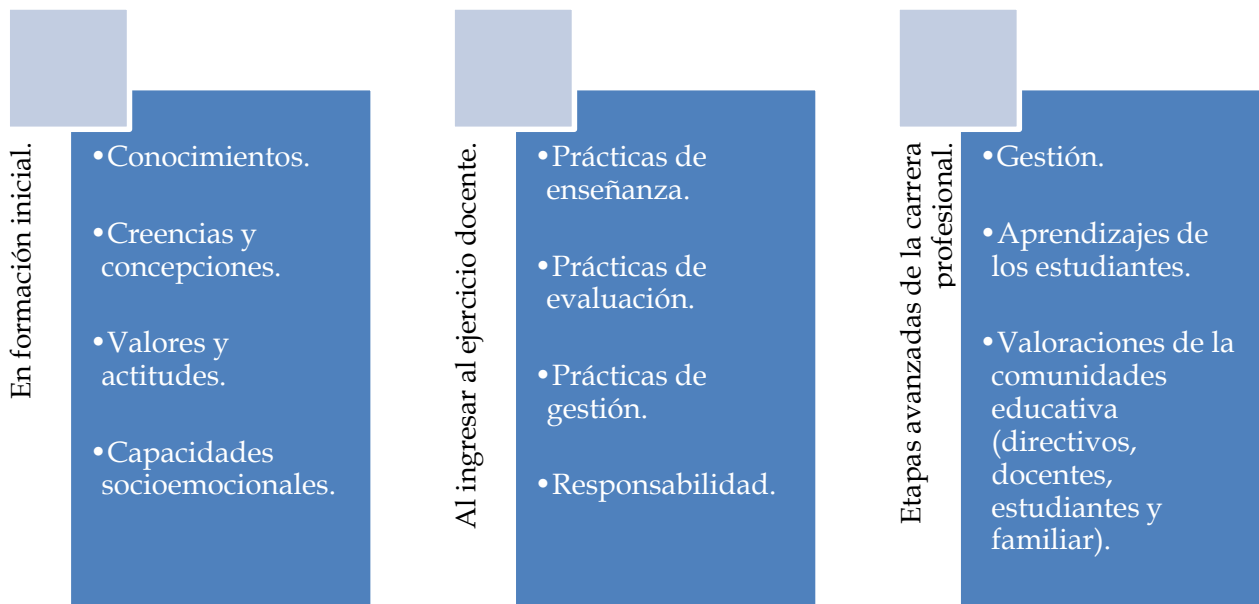 En formación inicial.
•Conocimientos.
•Creencias y
concepciones.
•Valores y
actitudes.
•Capacidades
socioemocionales.
Al ingresar al ejercicio docente.
•Prácticas de
enseñanza.
•Prácticas de
evaluación.
•Prácticas de
gestión.
•Responsabilidad.
Etapas avanzadas de la carrera
profesional.
•Gestión.
•Aprendizajes de
los estudiantes.
•Valoraciones de la
comunidades
educativa
(directivos,
docentes,
estudiantes y
familiar).